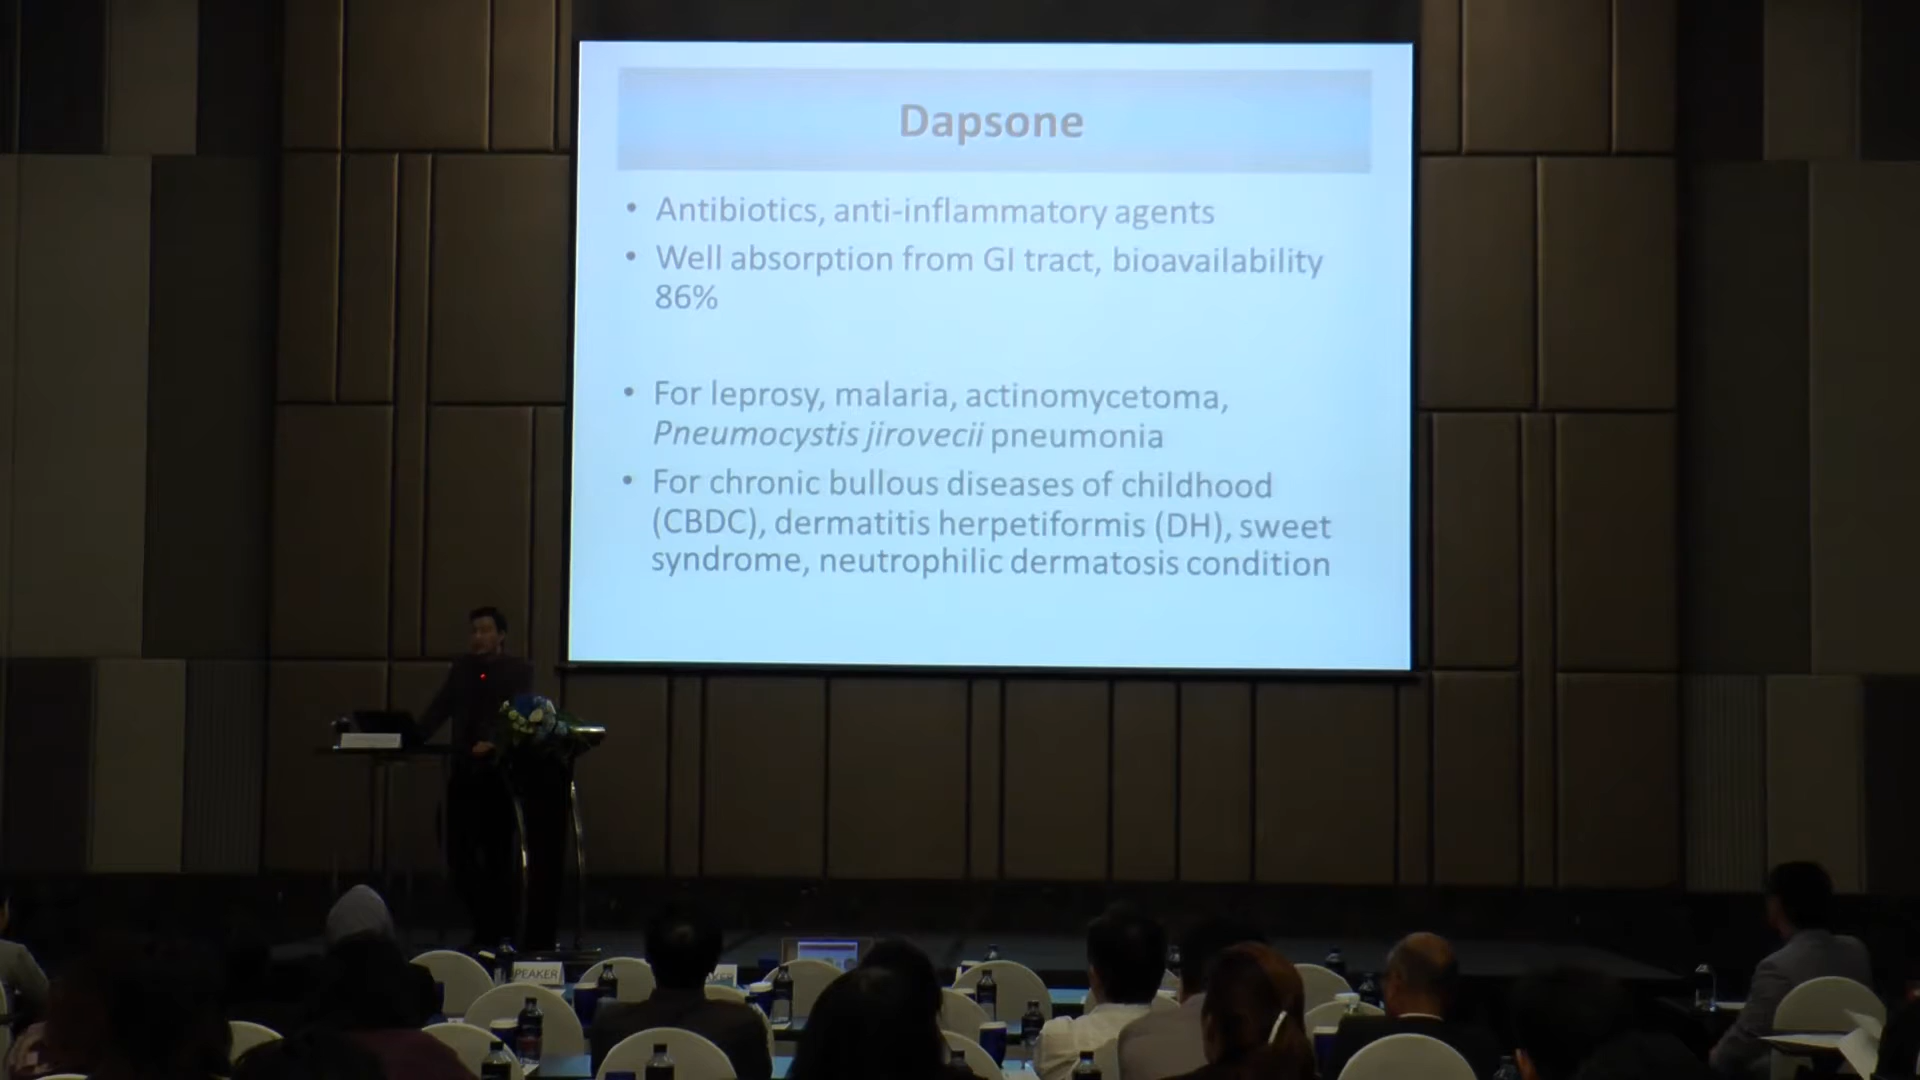 Dapsone
• Antibiotics, anti-inflammatory agents
• Well absorption from GI tract, bioavailability
86%
• For leprosy, malaria, actinomycetoma,
Pneumocystis jirovecii pneumonia
• For chronic bullous diseases of childhood
(CBDC), dermatitis herpetiformis (DH), sweet
syndrome, neutrophilic dermatosis condition
SPEAKER